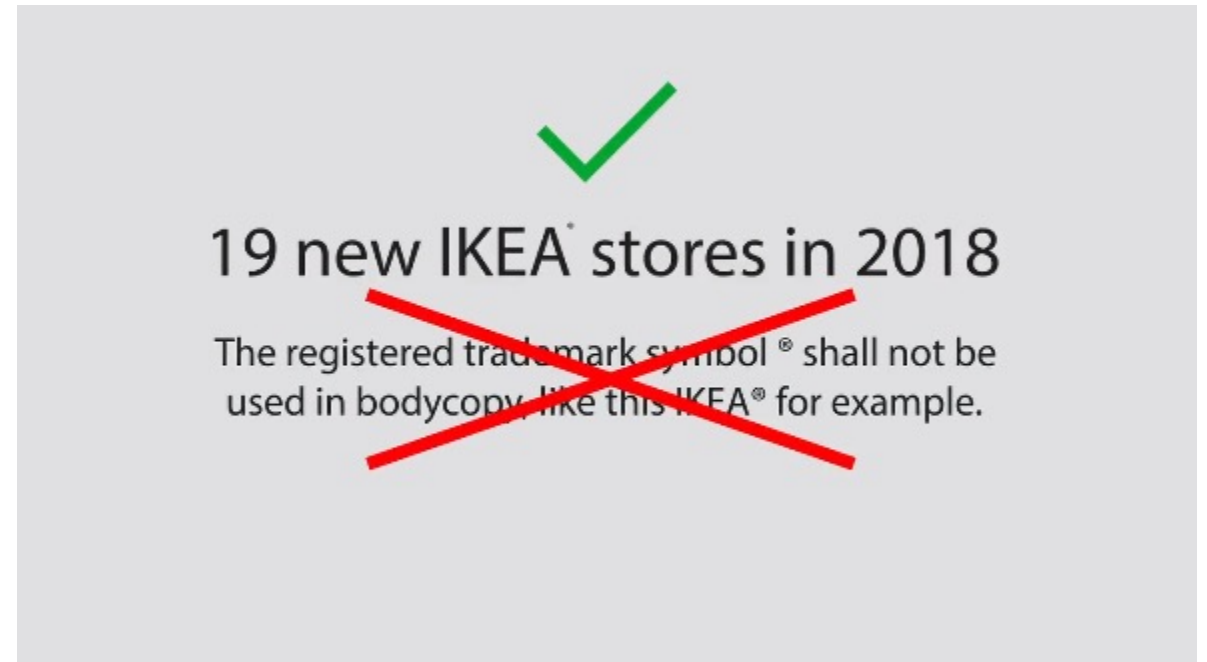 19 new IKEA® stores in 2018
The registered trademark symbol ® shall not be
used in bodycopy, like this IKEA® for example.